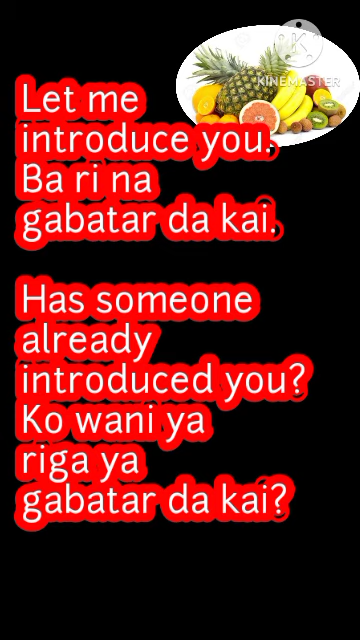 KINEMASTER
Let me
introduce you.
Ba ri na
gabatar da kai.
Has someone
already
introduced you?
Ko wani ya
riga ya
gabatar da kai?